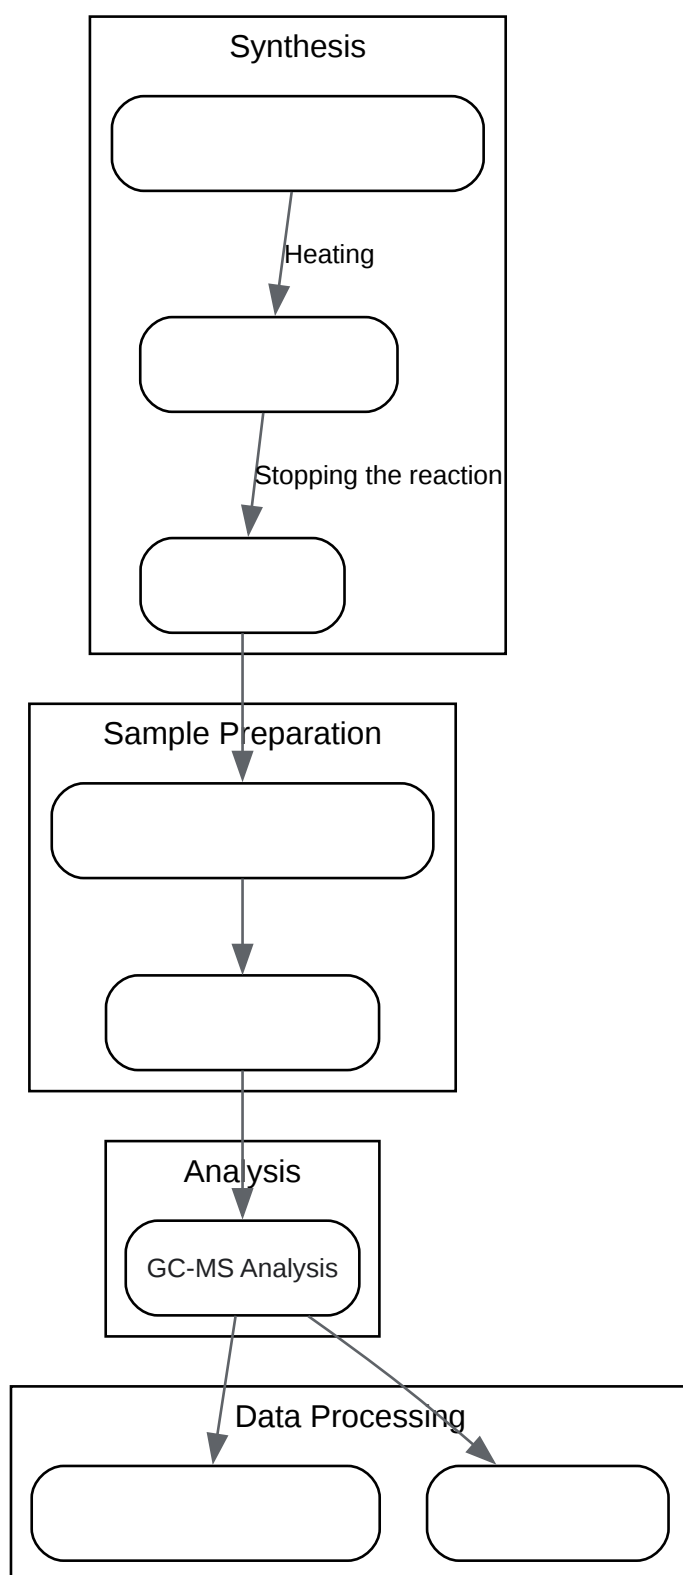 Synthesis
Heating
Stopping the reaction
Sample Preparation
Analysis
GC-MS Analysis
Data Processing